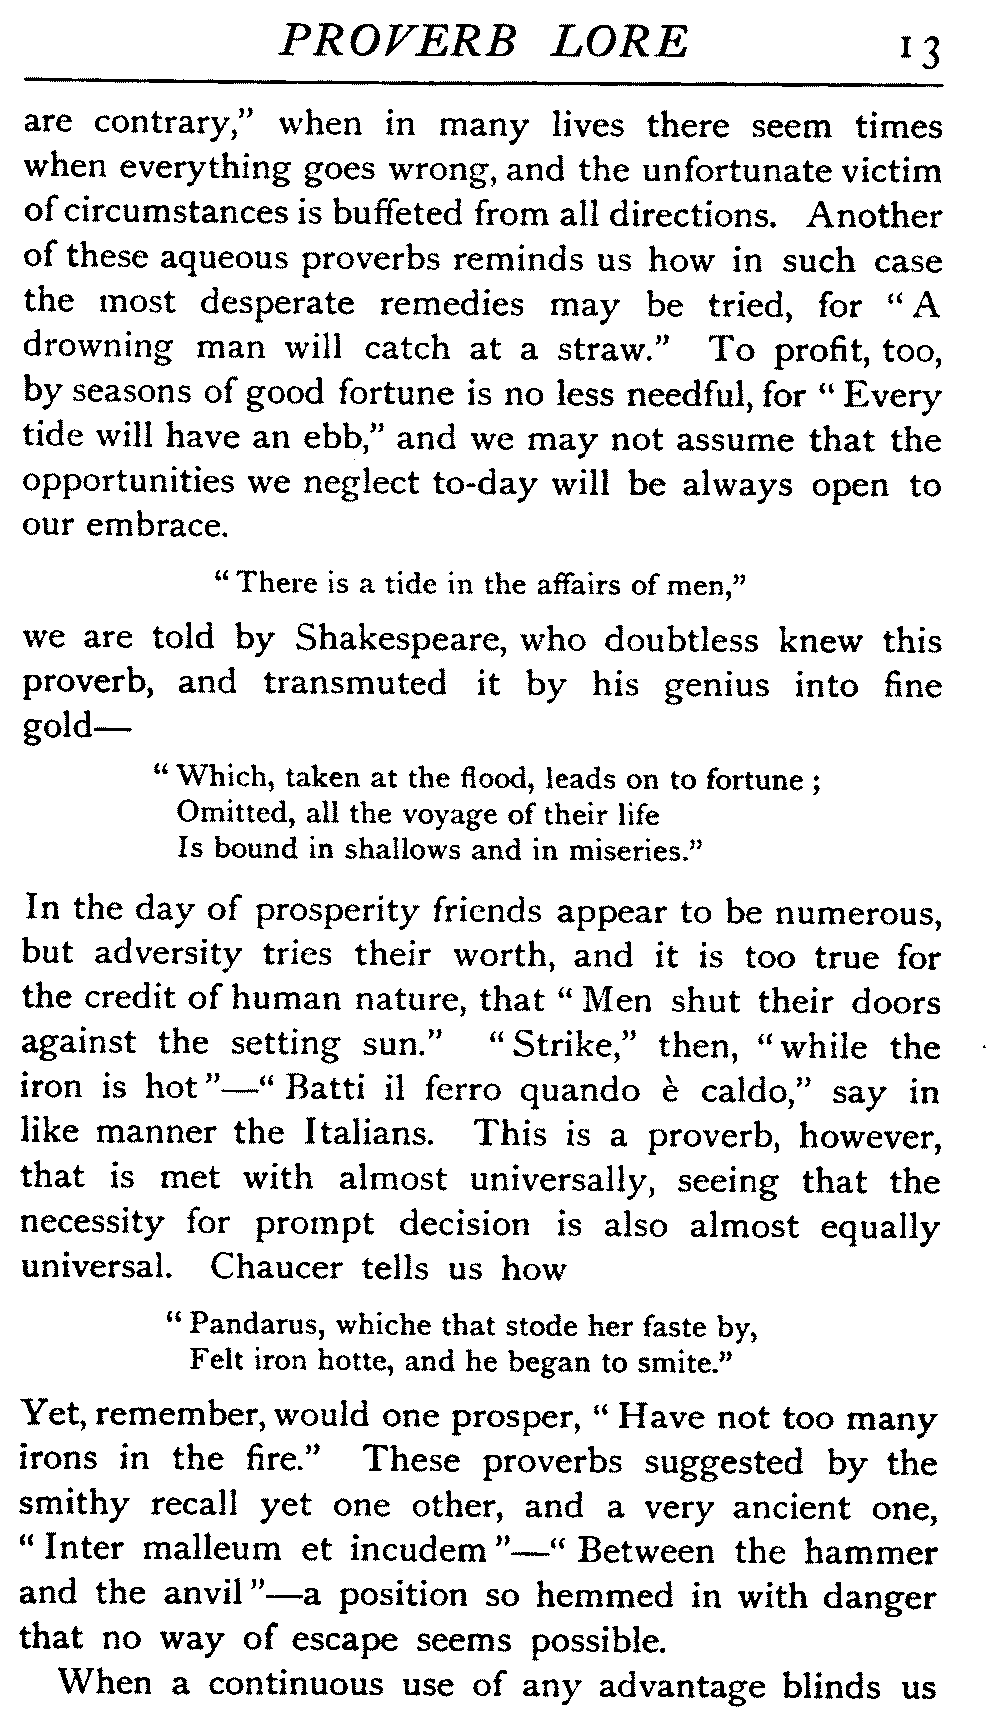 PROVERB LORE 13
are contrary,” when in many lives there seem times
when everything goes wrong, and the unfortunate victim
of circumstances is buffeted from all directions. Another
of these aqueous proverbs reminds us how in such case
the most desperate remedies may be tried, for “ A
drowning man will catch at a straw.” To profit, too,
by seasons of good fortune is no less needful, for “ Every
tide will have an ebb,” and we may not assume that the
opportunities we neglect to-day will be always open to
our embrace.
“ There is a tide in the affairs of men,”
we are told by Shakespeare, who doubtless knew this
proverb, and transmuted it by his genius into fine
gold—
“ Which, taken at the flood, leads on to fortune ;
Omitted, all the voyage of their life
Is bound in shallows and in miseries.”
In the day of prosperity friends appear to be numerous,
but adversity tries their worth, and it is too true for
the credit of human nature, that “ Men shut their doors
against the setting sun.” “ Strike,” then, “ while the
iron is hot ”—“ Batti il ferro quando è caldo,” say in
like manner the Italians. This is a proverb, however,
that is met with almost universally, seeing that the
necessity for prompt decision is also almost equally
universal. Chaucer tells us how
“ Pandarus, whiche that stode her faste by,
Felt iron hotte, and he began to smite.”
Yet, remember, would one prosper, “ Have not too many
irons in the fire.” These proverbs suggested by the
smithy recall yet one other, and a very ancient one,
“ Inter malleum et incudem ”—“ Between the hammer
and the anvil ”—a position so hemmed in with danger
that no way of escape seems possible.
When a continuous use of any advantage blinds us